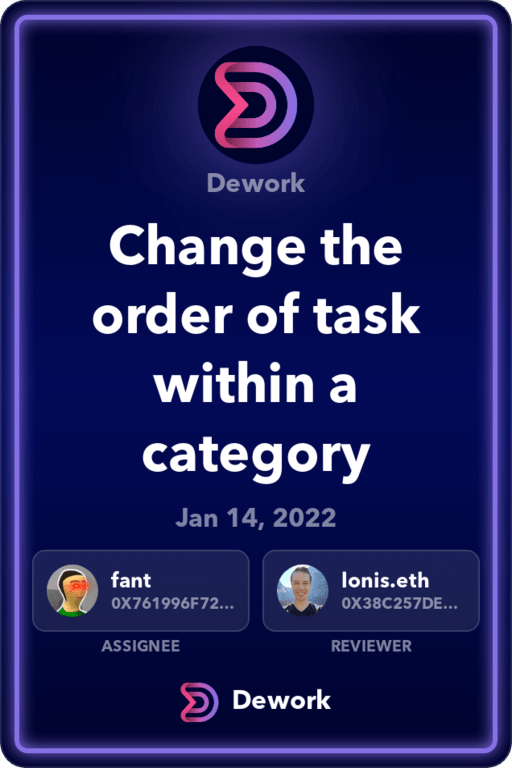 Dework
Change the
order of task
within a
category
Jan 14, 2022
fant
0X761996F72...
ASSIGNEE
lonis.eth
0X38C257DE...
REVIEWER
Dework